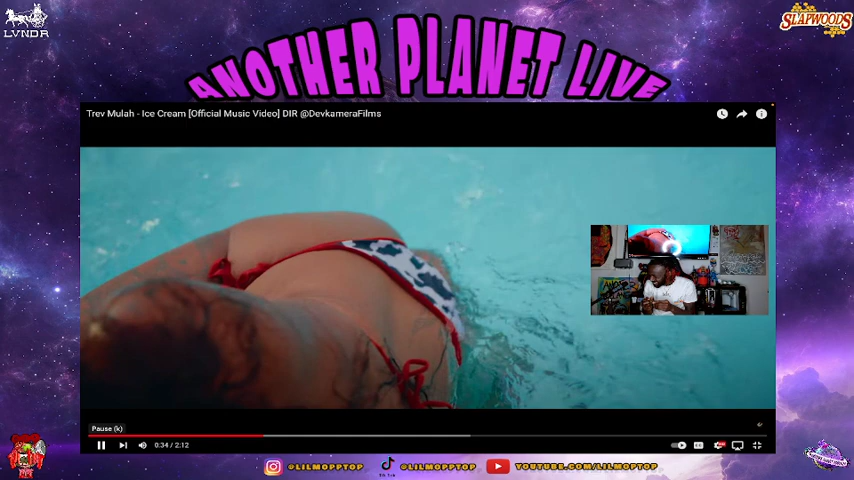 LVNDR
SLAPWOODS
ANOTHER PLANET LIVE
Trev Mulah - Ice Cream [Official Music Video] DIR @DevkameraFilms
Pause (k)
0:34 / 2:12
@LILMOPPTOP
@LILMOPPTOP
YOUTUBE.COM/LILMOPTOP